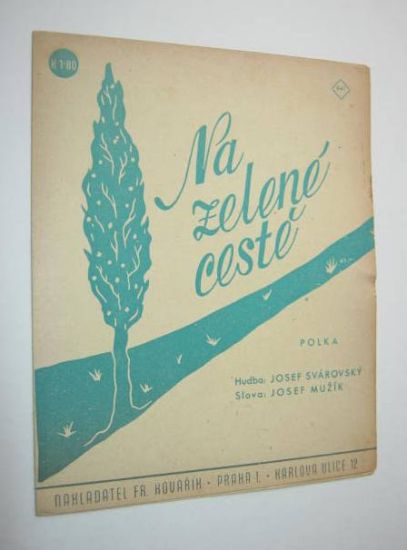 K 1·80
Na
zelené
cestě
POLKA
Hudba: JOSEF SVÁROVSKÝ
Slova: JOSEF MUŽÍK
NAKLADATEL FR. KOVAŘÍK · PRAHA I. · KARLOVA ULICE 12